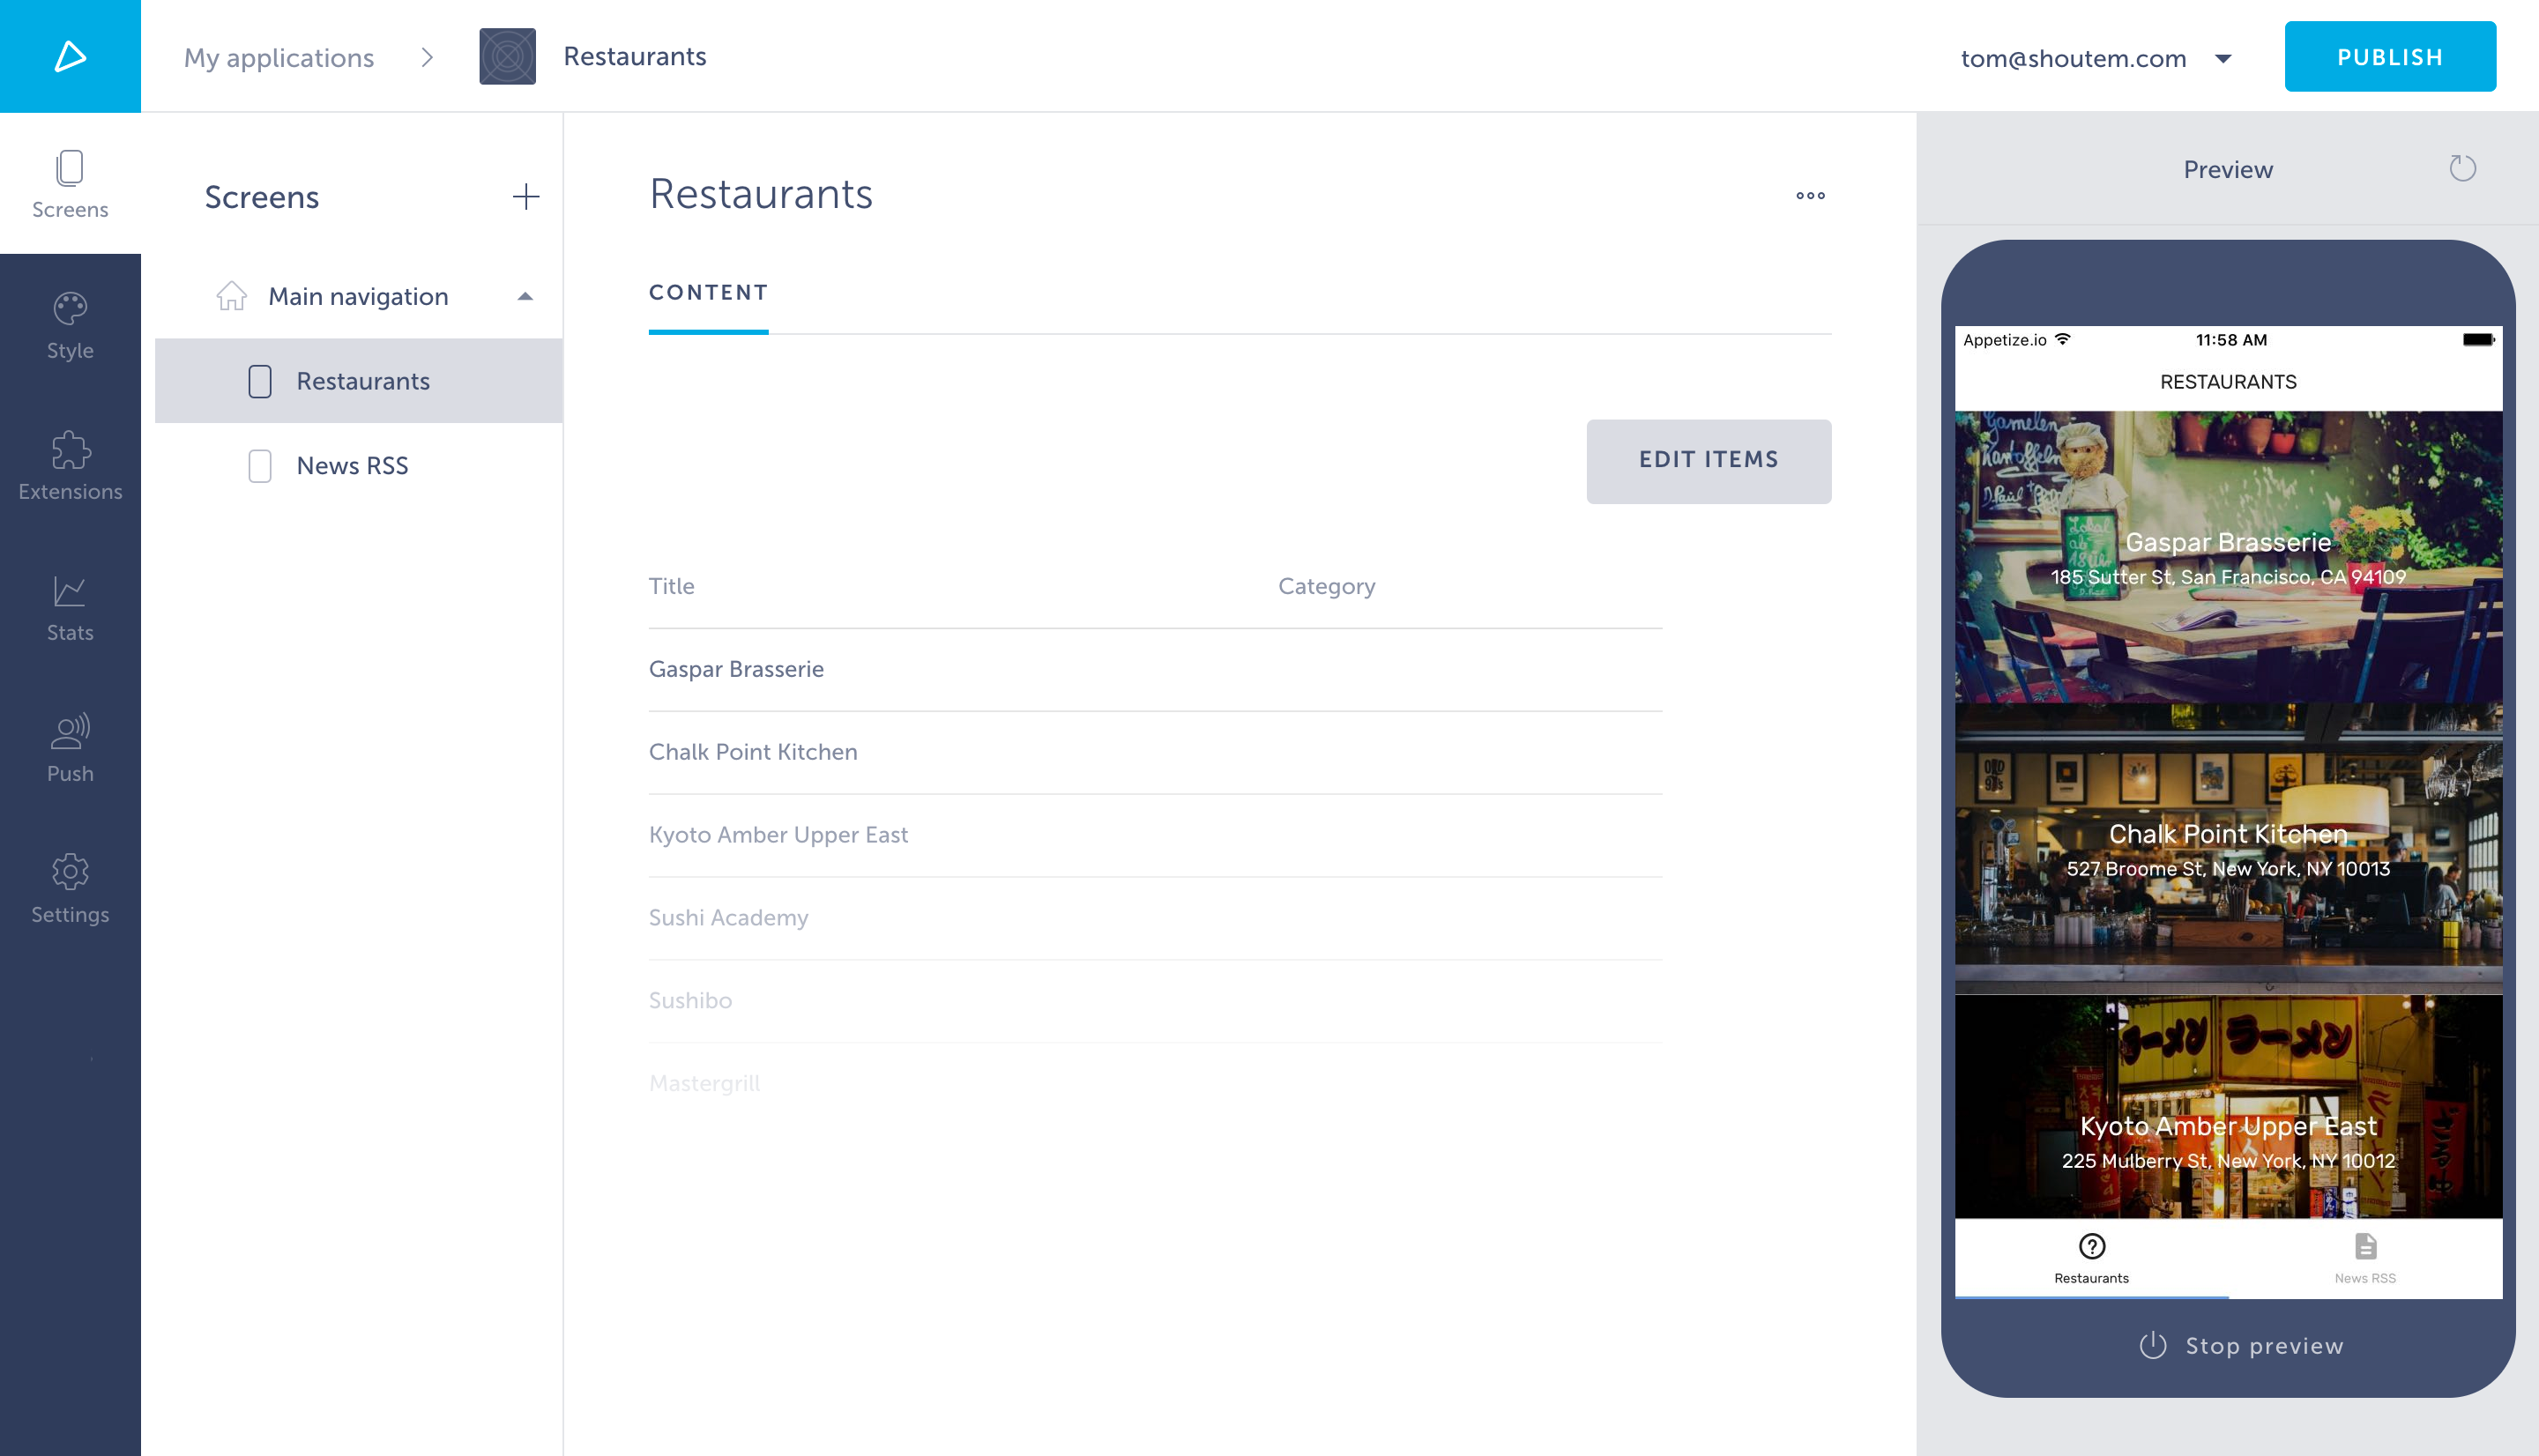 My applications
Restaurants
tom@shoutem.com
PUBLISH
Screens
Style
Extensions
Stats
Push
Settings
Screens
Main navigation
Restaurants
News RSS
Restaurants
CONTENT
EDIT ITEMS
Title Category
Gaspar Brasserie
Chalk Point Kitchen
Kyoto Amber Upper East
Sushi Academy
Sushibo
Mastergrill
Preview
Appetize.io 11:58 AM
RESTAURANTS
Gaspar Brasserie
185 Sutter St, San Francisco, CA 94109
Chalk Point Kitchen
527 Broome St, New York, NY 10013
ラーメン
Kyoto Amber Upper East
225 Mulberry St, New York, NY 10012
Restaurants
News RSS
Stop preview